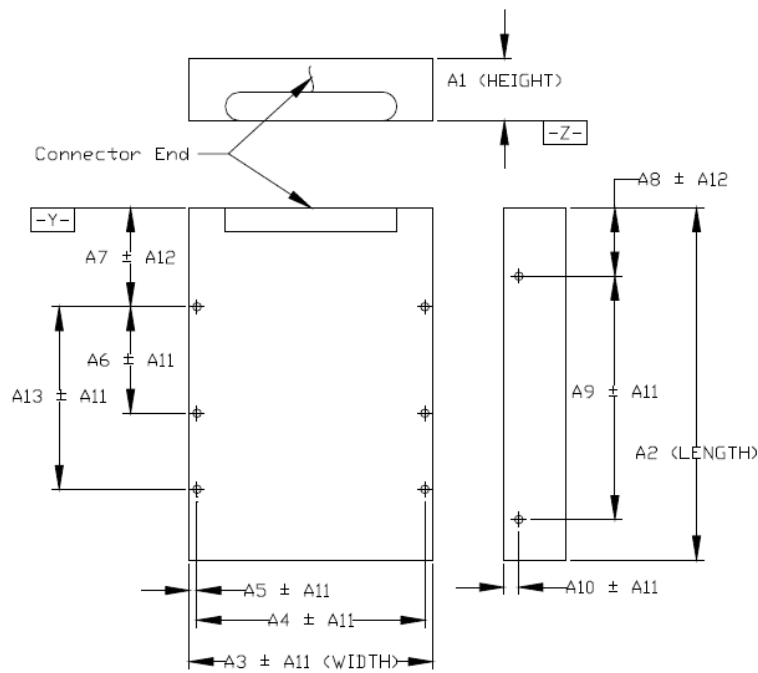 A1 (HEIGHT)
-Z-
Connector End
A8 ± A12
-Y-
A7 ± A12
A6 ± A11
A13 ± A11
A9 ± A11
A2 (LENGTH)
A5 ± A11
A10 ± A11
A4 ± A11
A3 ± A11 (WIDTH)